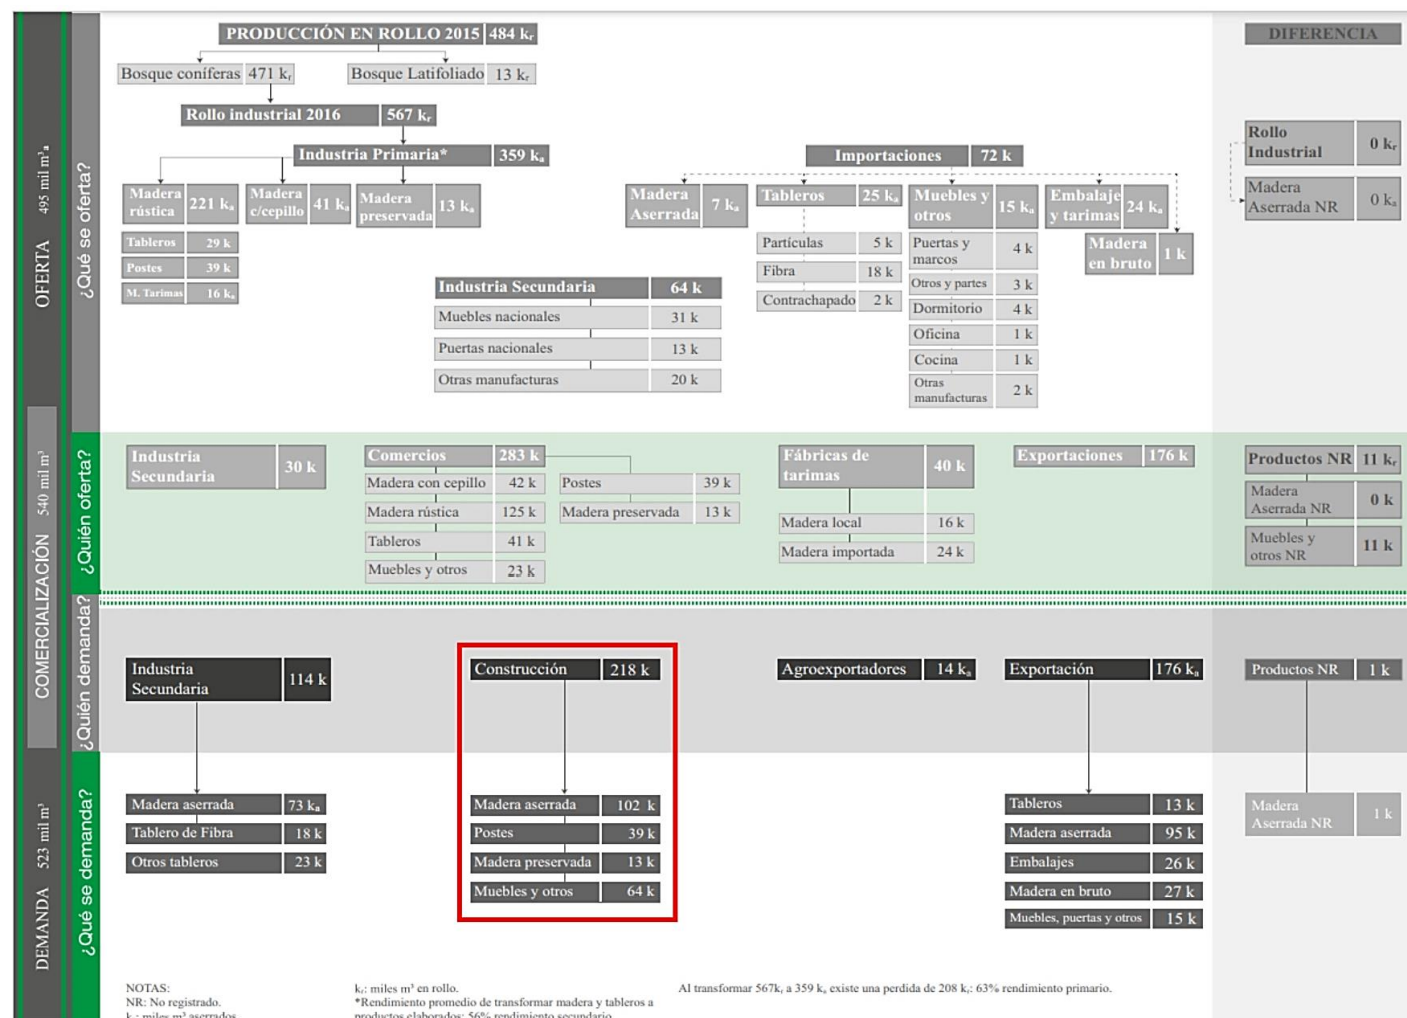 PRODUCCIÓN EN ROLLO 2015 484 kr
DIFERENCIA
Bosque coníferas 471 kr
Bosque Latifoliado 13 kr
Rollo industrial 2016 567 kr
Industria Primaria* 359 ka
Importaciones 72 k
Rollo
Industrial 0 kr
Madera
Aserrada NR 0 ka
Madera
rústica 221 ka
Madera
c/cepillo 41 ka
Madera
preservada 13 ka
Madera
Aserrada 7 ka
Tableros 25 ka
Muebles y
otros 15 ka
Embalaje
y tarimas 24 ka
Tableros 29 k
Postes 39 k
M. Tarimas 16 ka
Partículas 5 k
Fibra 18 k
Contrachapado 2 k
Puertas y
marcos 4 k
Otros y partes 3 k
Dormitorio 4 k
Oficina 1 k
Cocina 1 k
Otras
manufacturas 2 k
Madera
en bruto 1 k
Industria Secundaria 64 k
Muebles nacionales 31 k
Puertas nacionales 13 k
Otras manufacturas 20 k
OFERTA 495 mil m³a
¿Qué se oferta?
COMERCIALIZACIÓN 540 mil m³
¿Quién oferta?
Industria
Secundaria 30 k
Comercios 283 k
Madera con cepillo 42 k
Madera rústica 125 k
Tableros 41 k
Muebles y otros 23 k
Postes 39 k
Madera preservada 13 k
Fábricas de
tarimas 40 k
Madera local 16 k
Madera importada 24 k
Exportaciones 176 k
Productos NR 11 kr
Madera
Aserrada NR 0 k
Muebles y
otros NR 11 k
¿Quién demanda?
Industria
Secundaria 114 k
Construcción 218 k
Agroexportadores 14 ka
Exportación 176 ka
Productos NR 1 k
DEMANDA 523 mil m³
¿Qué se demanda?
Madera aserrada 73 ka
Tablero de Fibra 18 k
Otros tableros 23 k
Madera aserrada 102 k
Postes 39 k
Madera preservada 13 k
Muebles y otros 64 k
Tableros 13 k
Madera aserrada 95 k
Embalajes 26 k
Madera en bruto 27 k
Muebles, puertas y otros 15 k
Madera
Aserrada NR 1 k
NOTAS:
NR: No registrado.
ka: miles m³ aserrados
kr: miles m³ en rollo.
*Rendimiento promedio de transformar madera y tableros a
productos elaborados: 56% rendimiento secundario
Al transformar 567kr a 359 ka existe una perdida de 208 kr: 63% rendimiento primario.